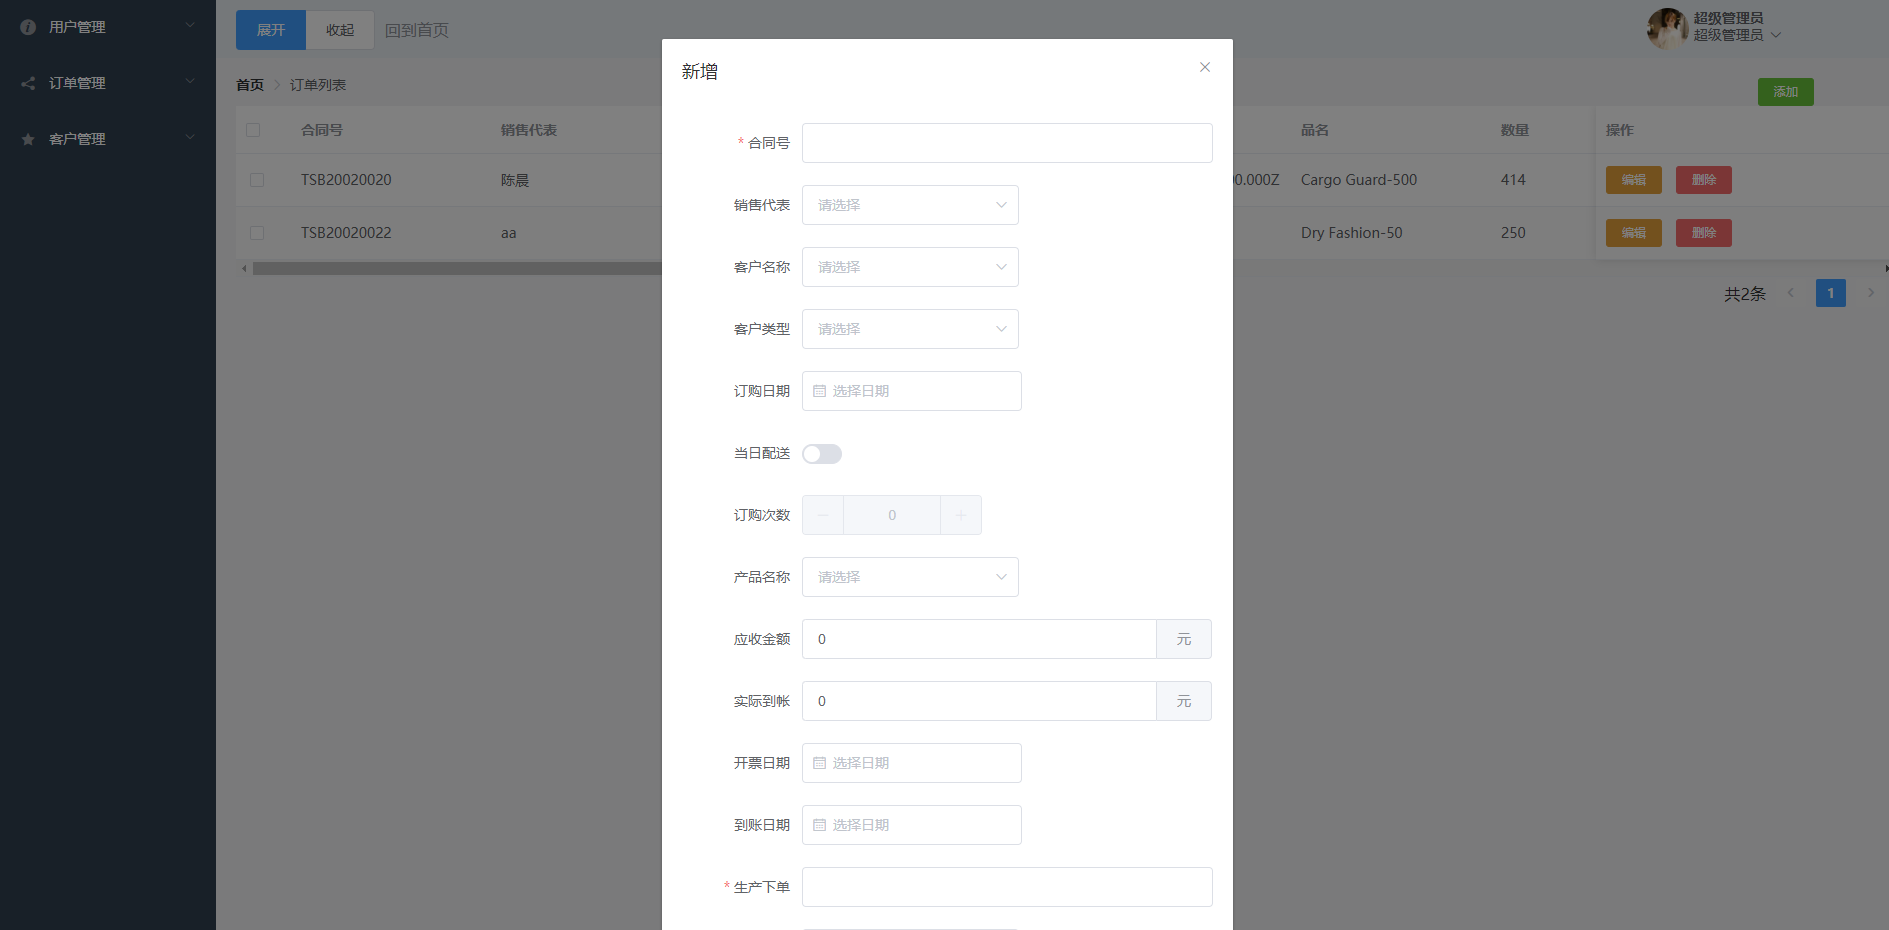 用户管理
订单管理
客户管理
展开 收起 回到首页
超级管理员
超级管理员
首页 订单列表
添加
合同号 销售代表 品名 数量 操作
TSB20020020 陈晨 00.000Z Cargo Guard-500 414 编辑 删除
TSB20020022 aa Dry Fashion-50 250 编辑 删除
共2条 1
新增
* 合同号
销售代表 请选择
客户名称 请选择
客户类型 请选择
订购日期 选择日期
当日配送
订购次数 0
产品名称 请选择
应收金额 0 元
实际到帐 0 元
开票日期 选择日期
到账日期 选择日期
* 生产下单